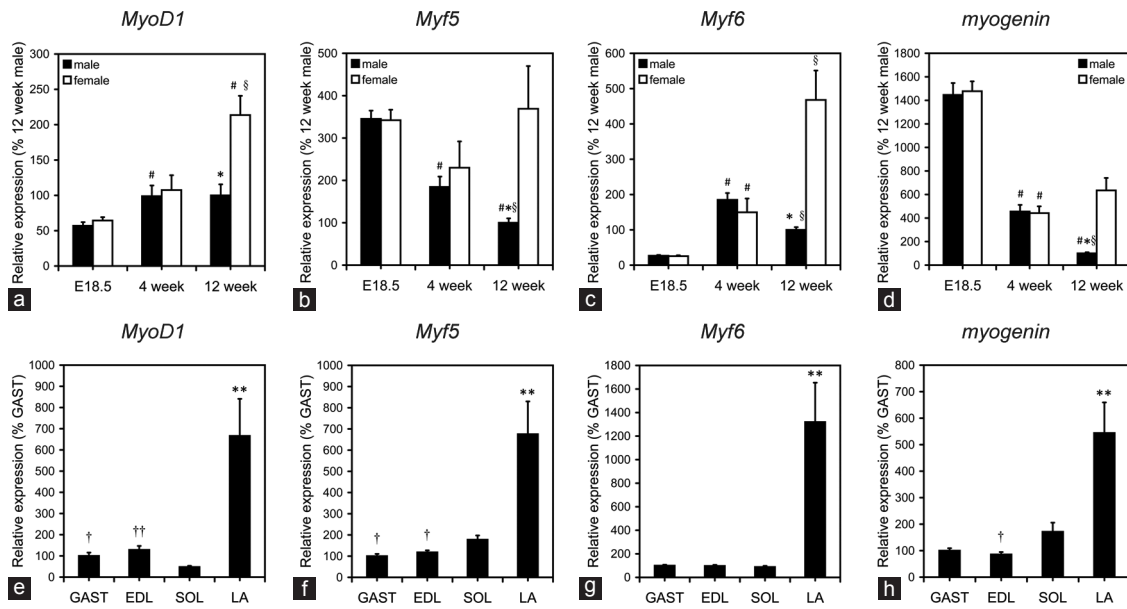 MyoD1
Relative expression (% 12 week male)
300
250
200
150
100
50
0
male
female
#
*
# §
E18.5
4 week
12 week
a
Myf5
Relative expression (% 12 week male)
500
400
300
200
100
0
male
female
#
#*§
E18.5
4 week
12 week
b
Myf6
Relative expression (% 12 week male)
600
500
400
300
200
100
0
male
female
#
#
* §
§
E18.5
4 week
12 week
c
myogenin
Relative expression (% 12 week male)
1800
1600
1400
1200
1000
800
600
400
200
0
male
female
#
#
#*§
E18.5
4 week
12 week
d
MyoD1
Relative expression (% GAST)
1000
900
800
700
600
500
400
300
200
100
0
†
††
**
GAST
EDL
SOL
LA
e
Myf5
Relative expression (% GAST)
1000
900
800
700
600
500
400
300
200
100
0
†
†
**
GAST
EDL
SOL
LA
f
Myf6
Relative expression (% GAST)
1800
1600
1400
1200
1000
800
600
400
200
0
**
GAST
EDL
SOL
LA
g
myogenin
Relative expression (% GAST)
800
700
600
500
400
300
200
100
0
†
**
GAST
EDL
SOL
LA
h